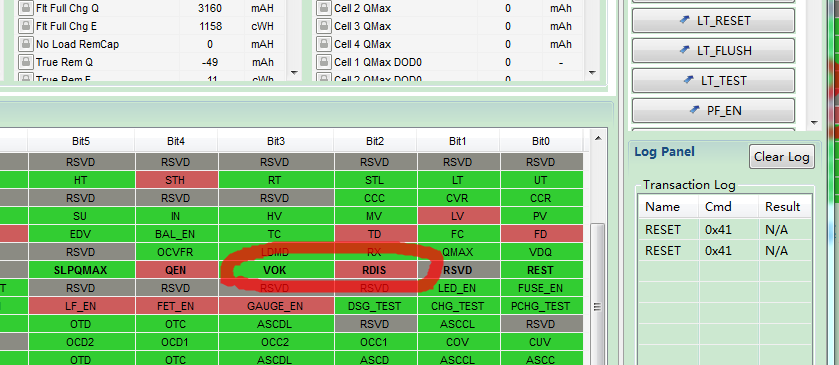 Flt Full Chg Q 3160 mAH Cell 2 QMax 0 mAh
Flt Full Chg E 1158 cWH Cell 3 QMax 0 mAh
No Load RemCap 0 mAH Cell 4 QMax 0 mAh
True Rem Q -49 mAh Cell 1 QMax DOD0 0 -
True Rem E 11 cWh Cell 2 QMax DOD0 0
LT_RESET
LT_FLUSH
LT_TEST
PF_EN
Bit5 Bit4 Bit3 Bit2 Bit1 Bit0
RSVD RSVD RSVD RSVD RSVD RSVD
HT STH RT STL LT UT
RSVD RSVD RSVD CCC CVR CCR
SU IN HV MV LV PV
EDV BAL_EN TC TD FC FD
RSVD OCVFR LDMD RX QMAX VDQ
SLPQMAX QEN VOK RDIS RSVD REST
T RSVD RSVD RSVD RSVD LED_EN FUSE_EN
LF_EN FET_EN GAUGE_EN DSG_TEST CHG_TEST PCHG_TEST
OTD OTC ASCDL RSVD ASCCL RSVD
OCD2 OCD1 OCC2 OCC1 COV CUV
OTD OTC ASCDL ASCD ASCCL ASCC
Log Panel
Clear Log
Transaction Log
Name Cmd Result
RESET 0x41 N/A
RESET 0x41 N/A